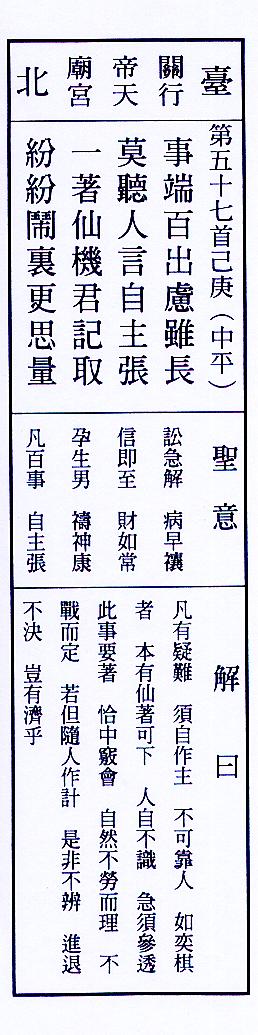 臺
關行
帝天
廟宮
北
第五十七首己庚(中平)
事端百出慮雖長
莫聽人言自主張
一著仙機君記取
紛紛鬧裏更思量
聖意
訟急解 病早禳
信即至 財如常
孕生男 禱神康
凡百事 自主張
解曰
凡有疑難 須自作主 不可靠人 如奕棋
者 本有仙著可下 人自不識 急須參透
此事要著 恰中竅會 自然不勞而理 不
戰而定 若但隨人作計 是非不辨 進退
不決 豈有濟乎